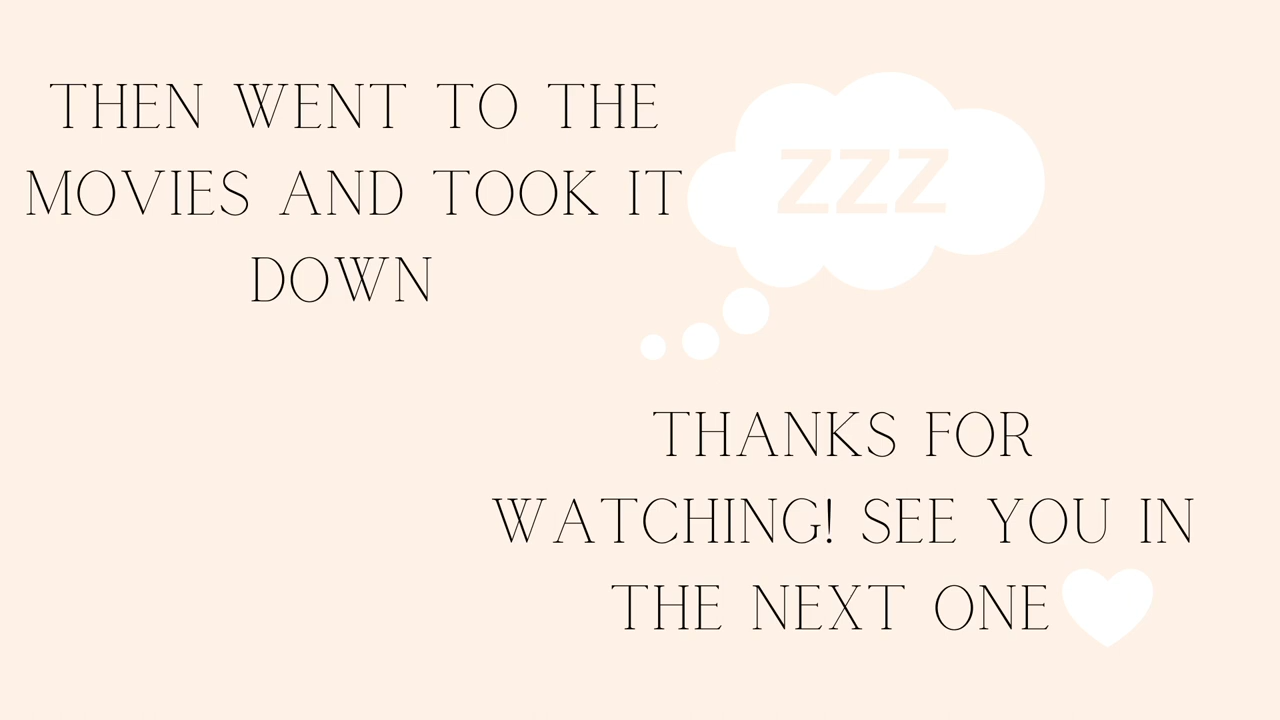 THEN WENT TO THE
MOVIES AND TOOK IT
DOWN
ZZZ
THANKS FOR
WATCHING! SEE YOU IN
THE NEXT ONE